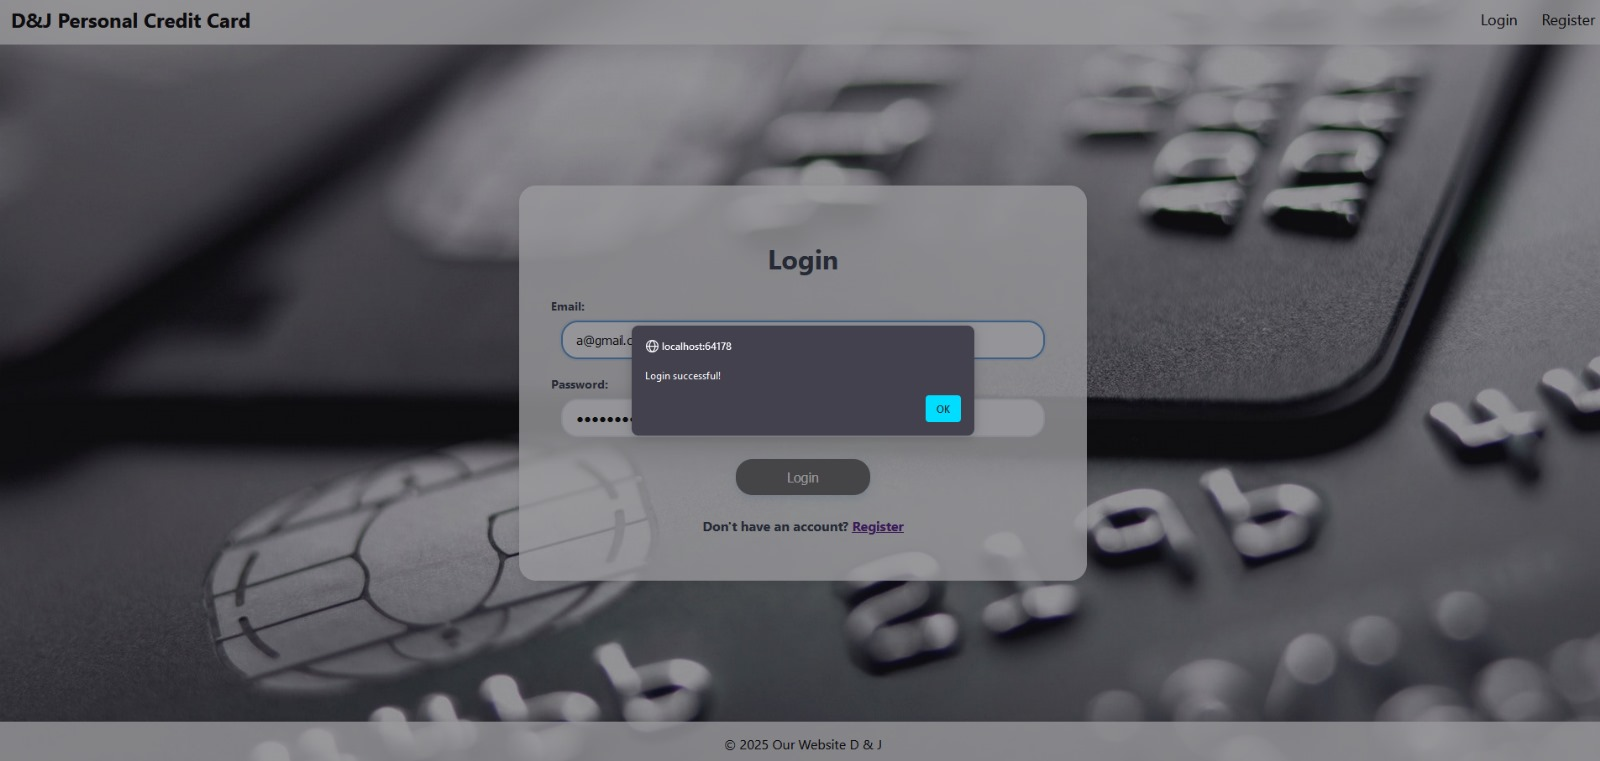 D&J Personal Credit Card
Login Register
Login
Email:
localhost:64178
Login successful!
OK
Password:
Login
Don't have an account? Register
© 2025 Our Website D & J